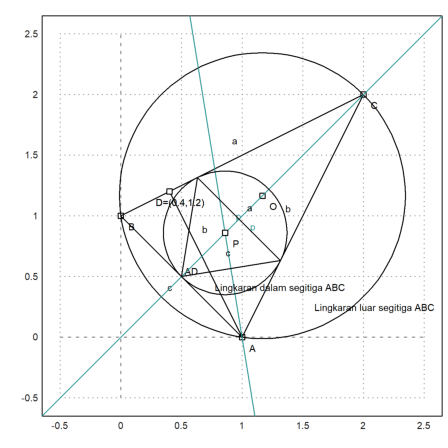 2.5
2
C
a
1.5
D=(0.4,1.2)
a
O
b
1
B
b
p
P
c
AD
0.5
c
Lingkaran dalam segitiga ABC
Lingkaran luar segitiga ABC
0
A
-0.5
-0.5
0
0.5
1
1.5
2
2.5